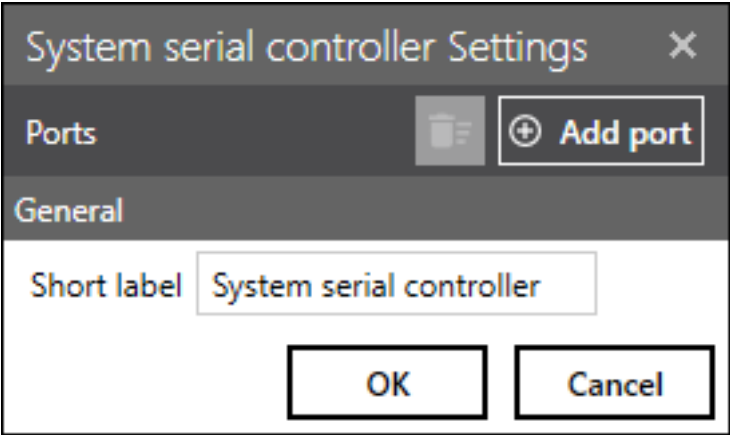 System serial controller Settings
Ports
Add port
General
Short label System serial controller
OK Cancel